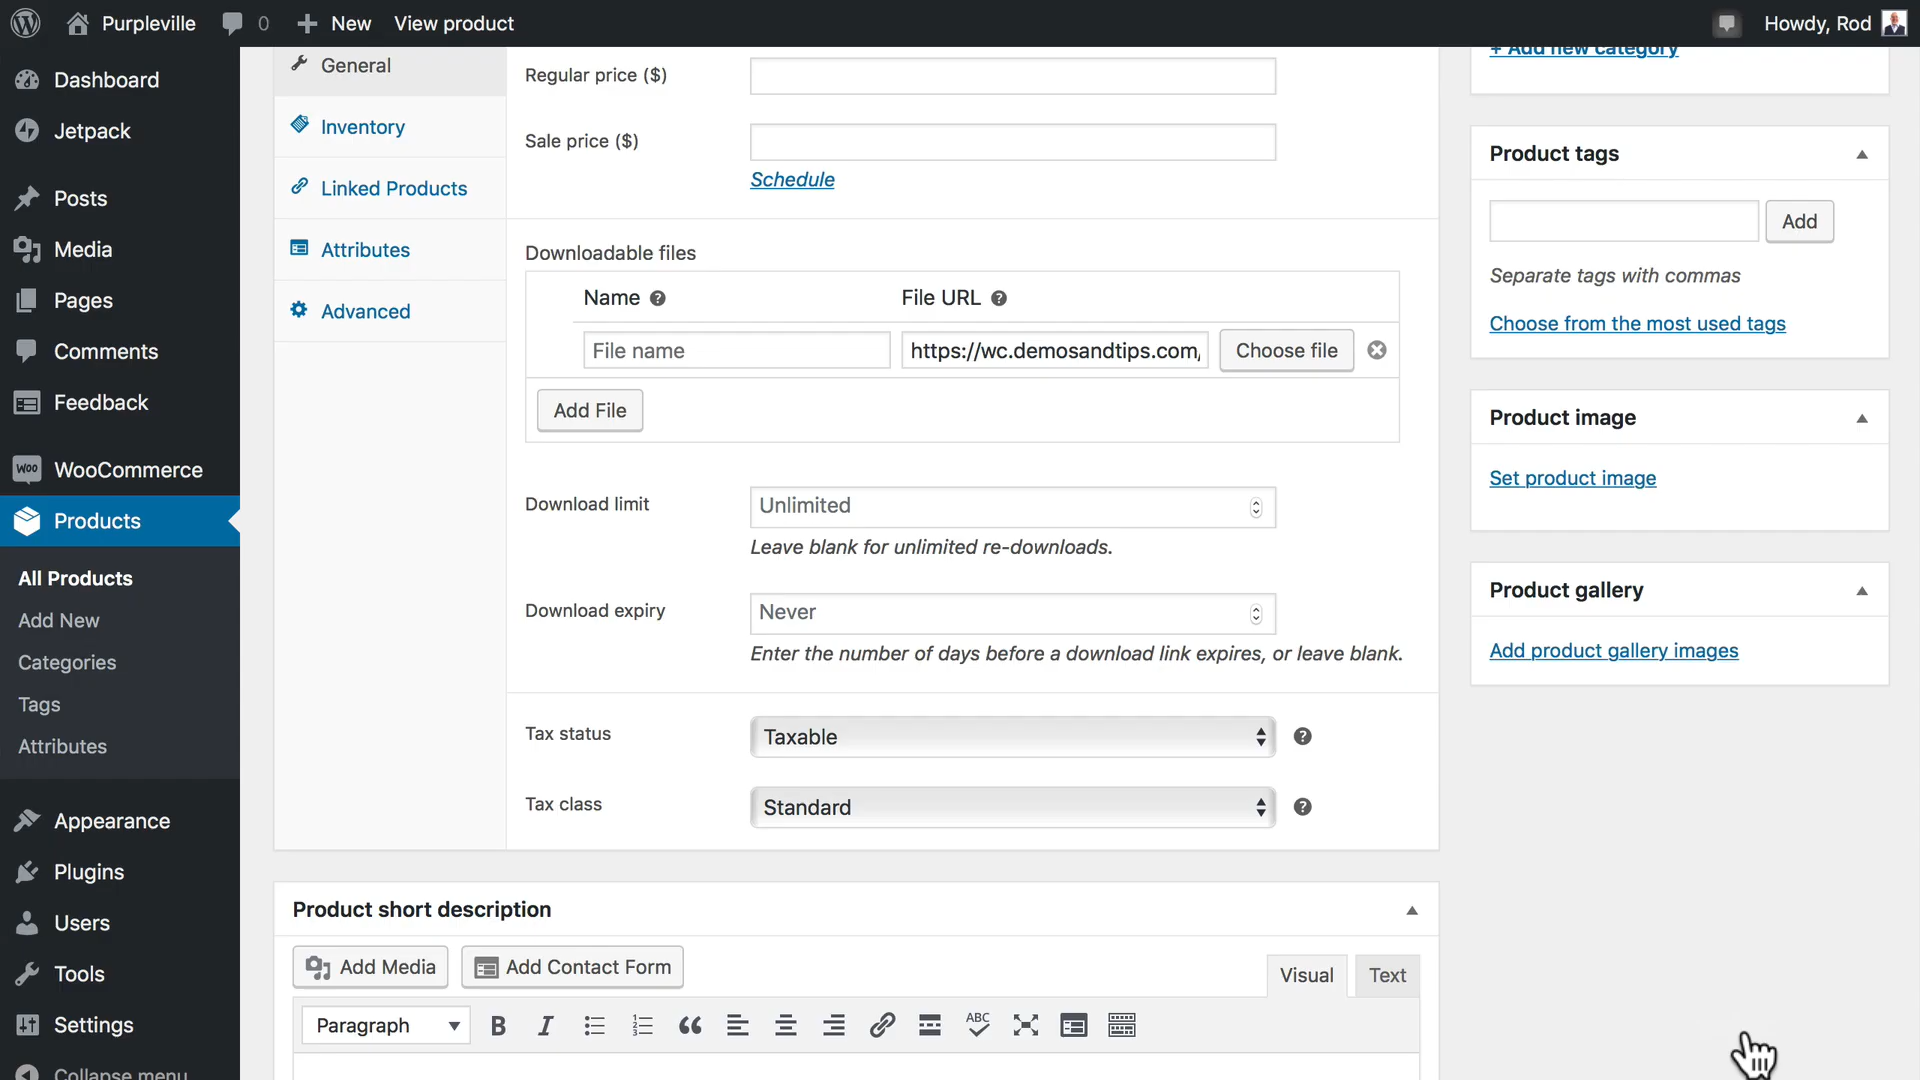 Purpleville
0
New
View product
Howdy, Rod
Dashboard
Jetpack
Posts
Media
Pages
Comments
Feedback
WOO
WooCommerce
Products
All Products
Add New
Categories
Tags
Attributes
Appearance
Plugins
Users
Tools
Settings
Collapse menu
General
Inventory
Linked Products
Attributes
Advanced
Regular price ($)
Sale price ($)
Schedule
Downloadable files
Name ?
File URL ?
File name
https://wc.demosandtips.com/
Choose file
Add File
Download limit
Unlimited
Leave blank for unlimited re-downloads.
Download expiry
Never
Enter the number of days before a download link expires, or leave blank.
Tax status
Taxable
?
Tax class
Standard
?
Product short description
Add Media
Add Contact Form
Visual
Text
Paragraph
B
I
ABC
+ Add new category
Product tags
Add
Separate tags with commas
Choose from the most used tags
Product image
Set product image
Product gallery
Add product gallery images